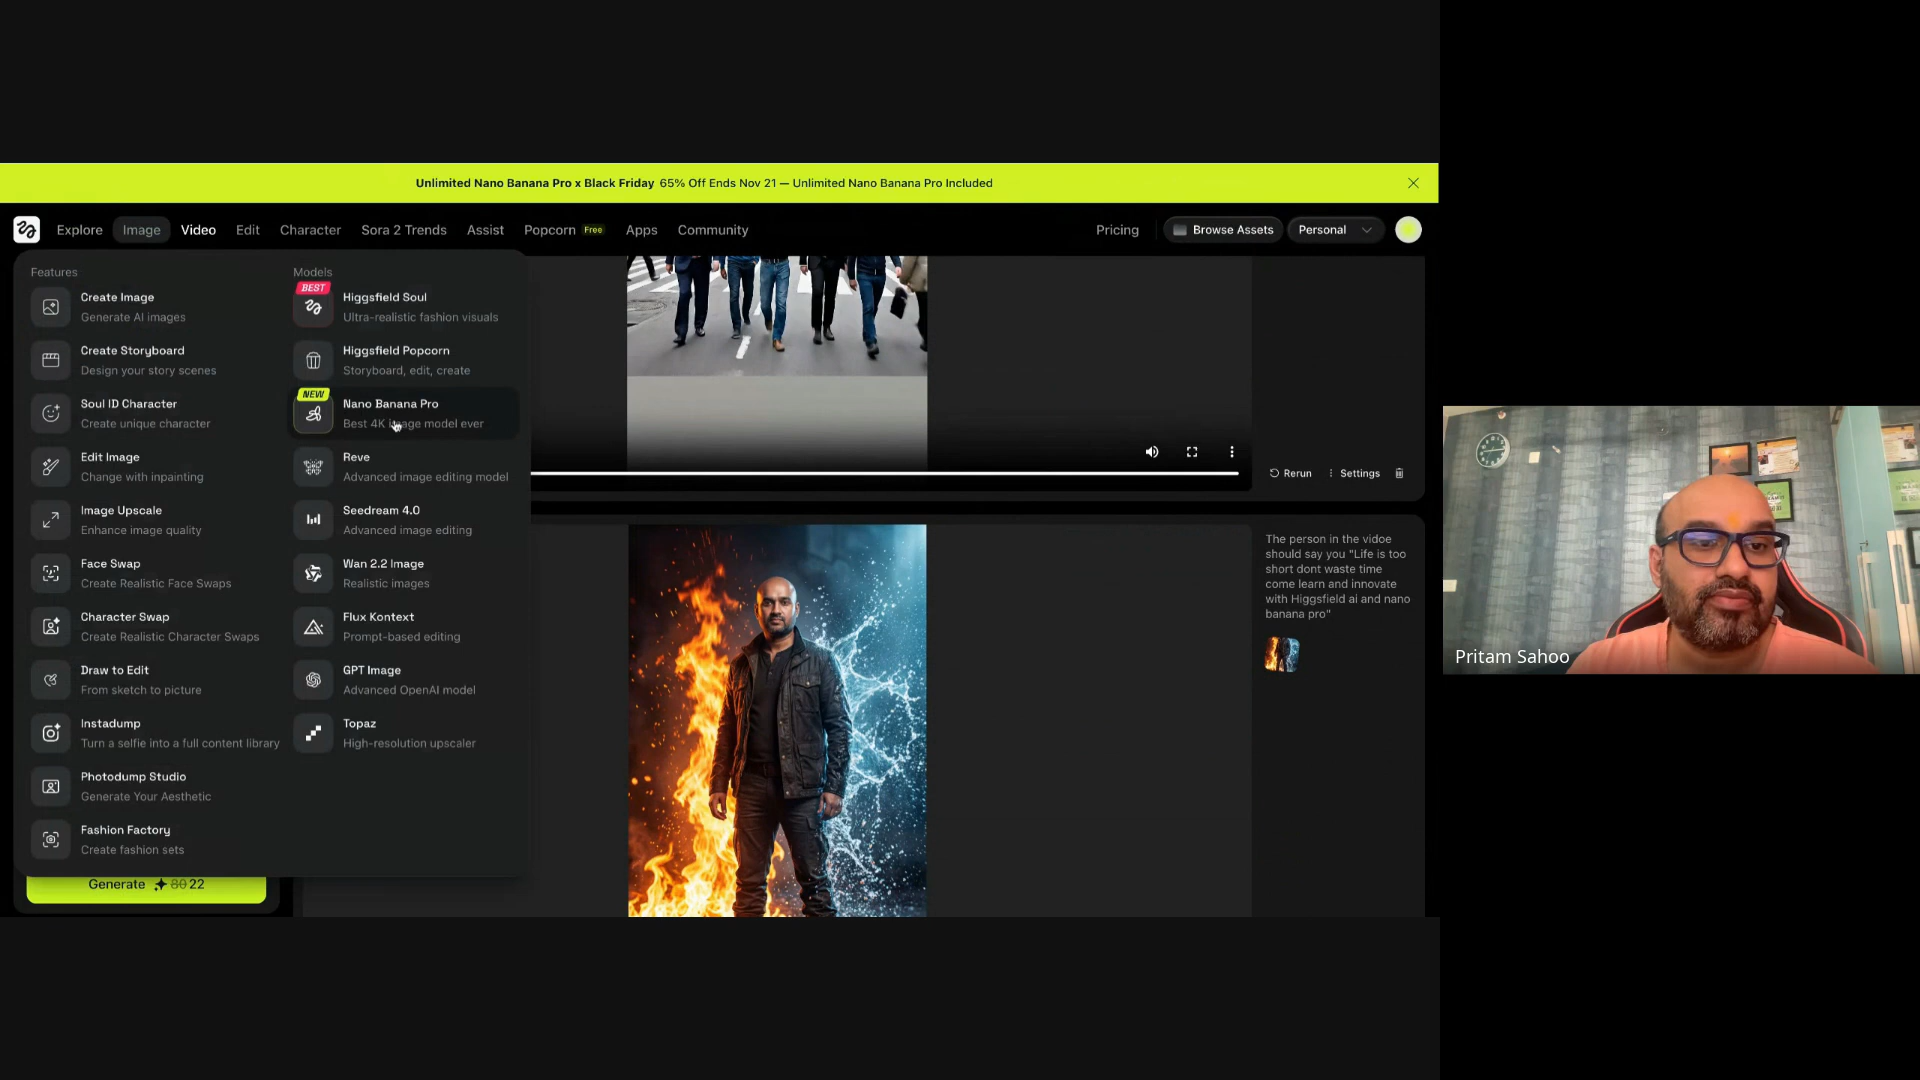 Unlimited Nano Banana Pro x Black Friday 65% Off Ends Nov 21 — Unlimited Nano Banana Pro Included
Explore Image Video Edit Character Sora 2 Trends Assist Popcorn Free Apps Community Pricing Browse Assets Personal
Features
Create Image
Generate AI images
Create Storyboard
Design your story scenes
Soul ID Character
Create unique character
Edit Image
Change with inpainting
Image Upscale
Enhance image quality
Face Swap
Create Realistic Face Swaps
Character Swap
Create Realistic Character Swaps
Draw to Edit
From sketch to picture
Instadump
Turn a selfie into a full content library
Photodump Studio
Generate Your Aesthetic
Fashion Factory
Create fashion sets
Generate 80 22
Models
BEST
Higgsfield Soul
Ultra-realistic fashion visuals
Higgsfield Popcorn
Storyboard, edit, create
NEW
Nano Banana Pro
Best 4K image model ever
Reve
Advanced image editing model
Seedream 4.0
Advanced image editing
Wan 2.2 Image
Realistic images
Flux Kontext
Prompt-based editing
GPT Image
Advanced OpenAI model
Topaz
High-resolution upscaler
Rerun Settings
The person in the vidoe
should say you "Life is too
short dont waste time
come learn and innovate
with Higgsfield ai and nano
banana pro"
Pritam Sahoo